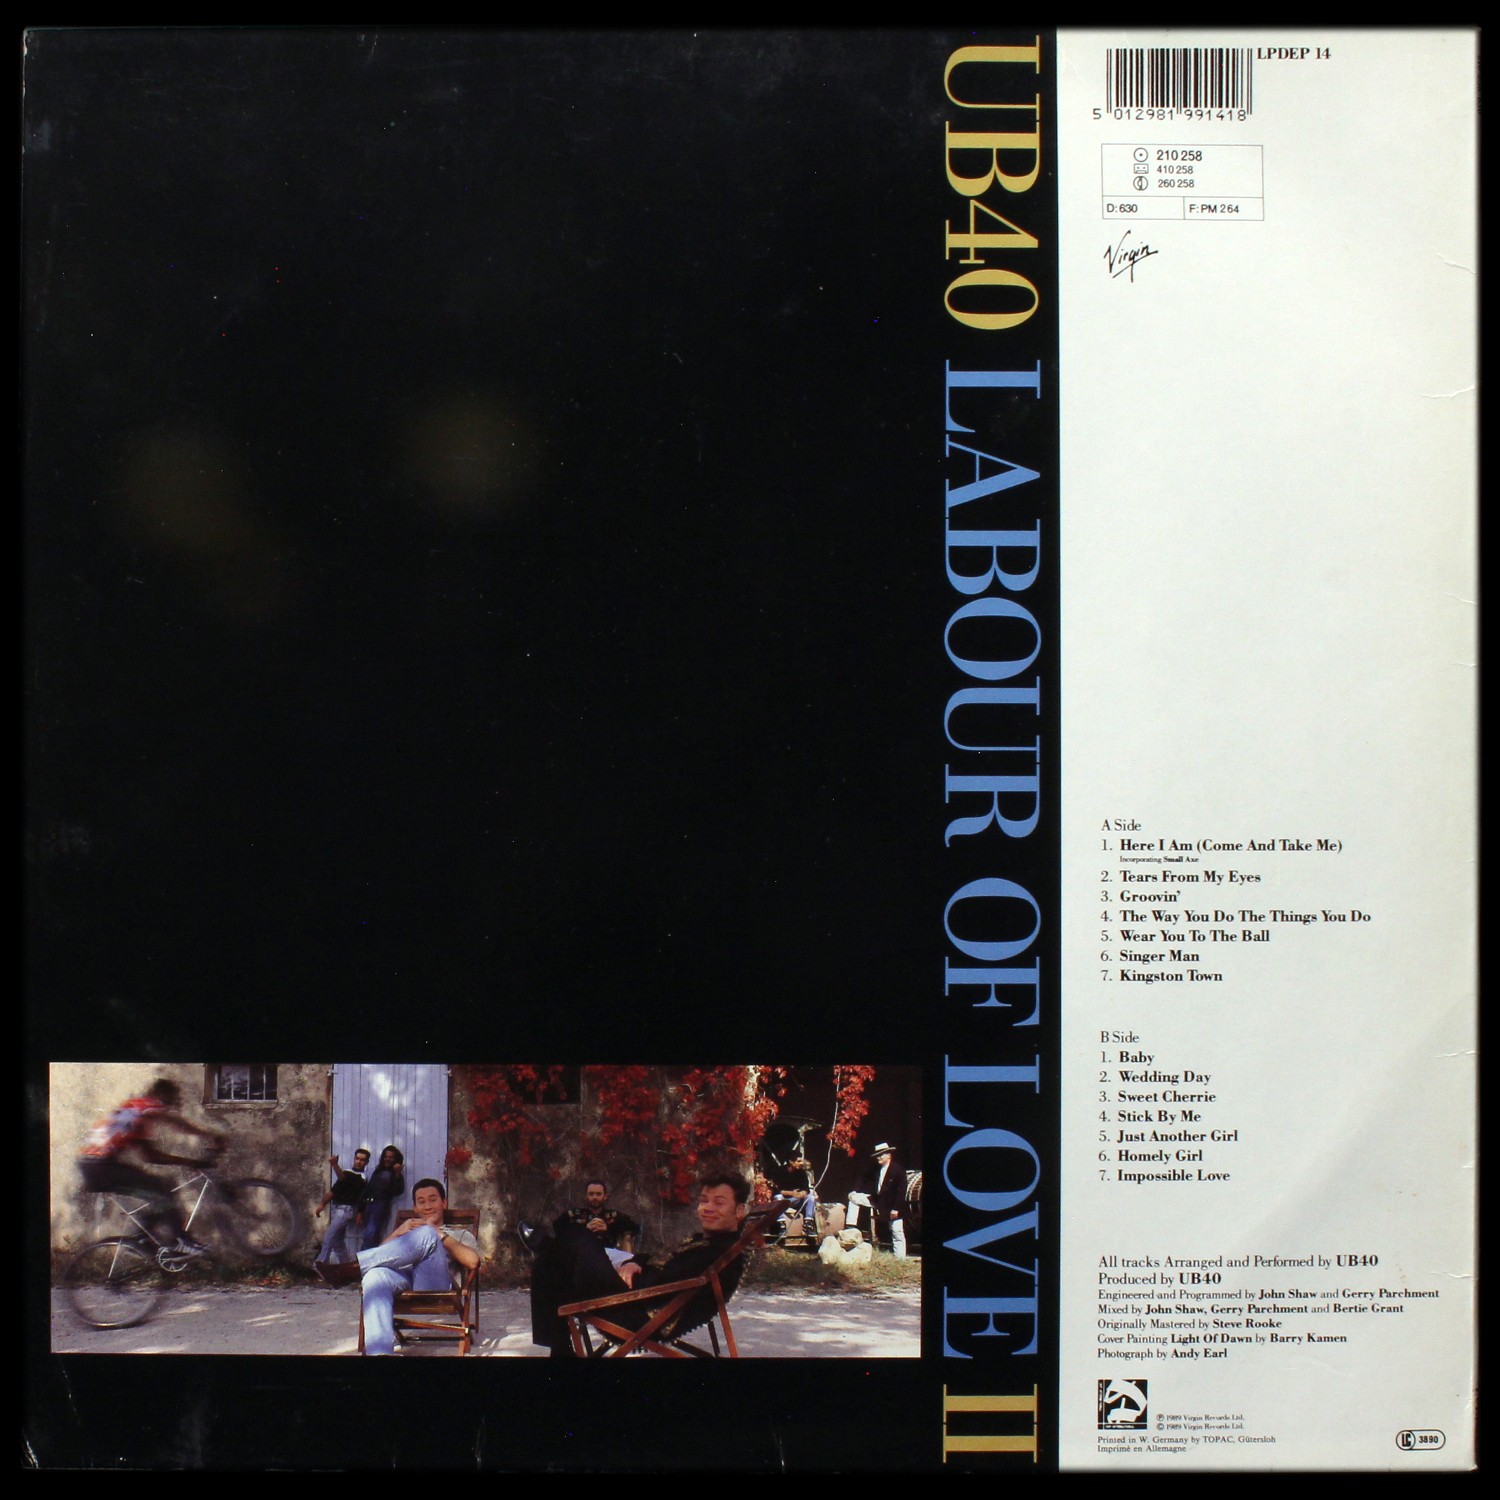 UB40 LABOUR OF LOVE II
LPDEP 14
5 012981 991418
210 258
410 258
260 258
D: 630 F: PM 264
Virgin
A Side
1. Here I Am (Come And Take Me)
Incorporating Small Axe
2. Tears From My Eyes
3. Groovin'
4. The Way You Do The Things You Do
5. Wear You To The Ball
6. Singer Man
7. Kingston Town
B Side
1. Baby
2. Wedding Day
3. Sweet Cherrie
4. Stick By Me
5. Just Another Girl
6. Homely Girl
7. Impossible Love
All tracks Arranged and Performed by UB40
Produced by UB40
Engineered and Programmed by John Shaw and Gerry Parchment
Mixed by John Shaw, Gerry Parchment and Bertie Grant
Originally Mastered by Steve Rooke
Cover Painting Light Of Dawn by Barry Kamen
Photograph by Andy Earl
℗ 1989 Virgin Records Ltd.
© 1989 Virgin Records Ltd.
Printed in W. Germany by TOPAC, Gütersloh
Imprimé en Allemagne
LC 3890